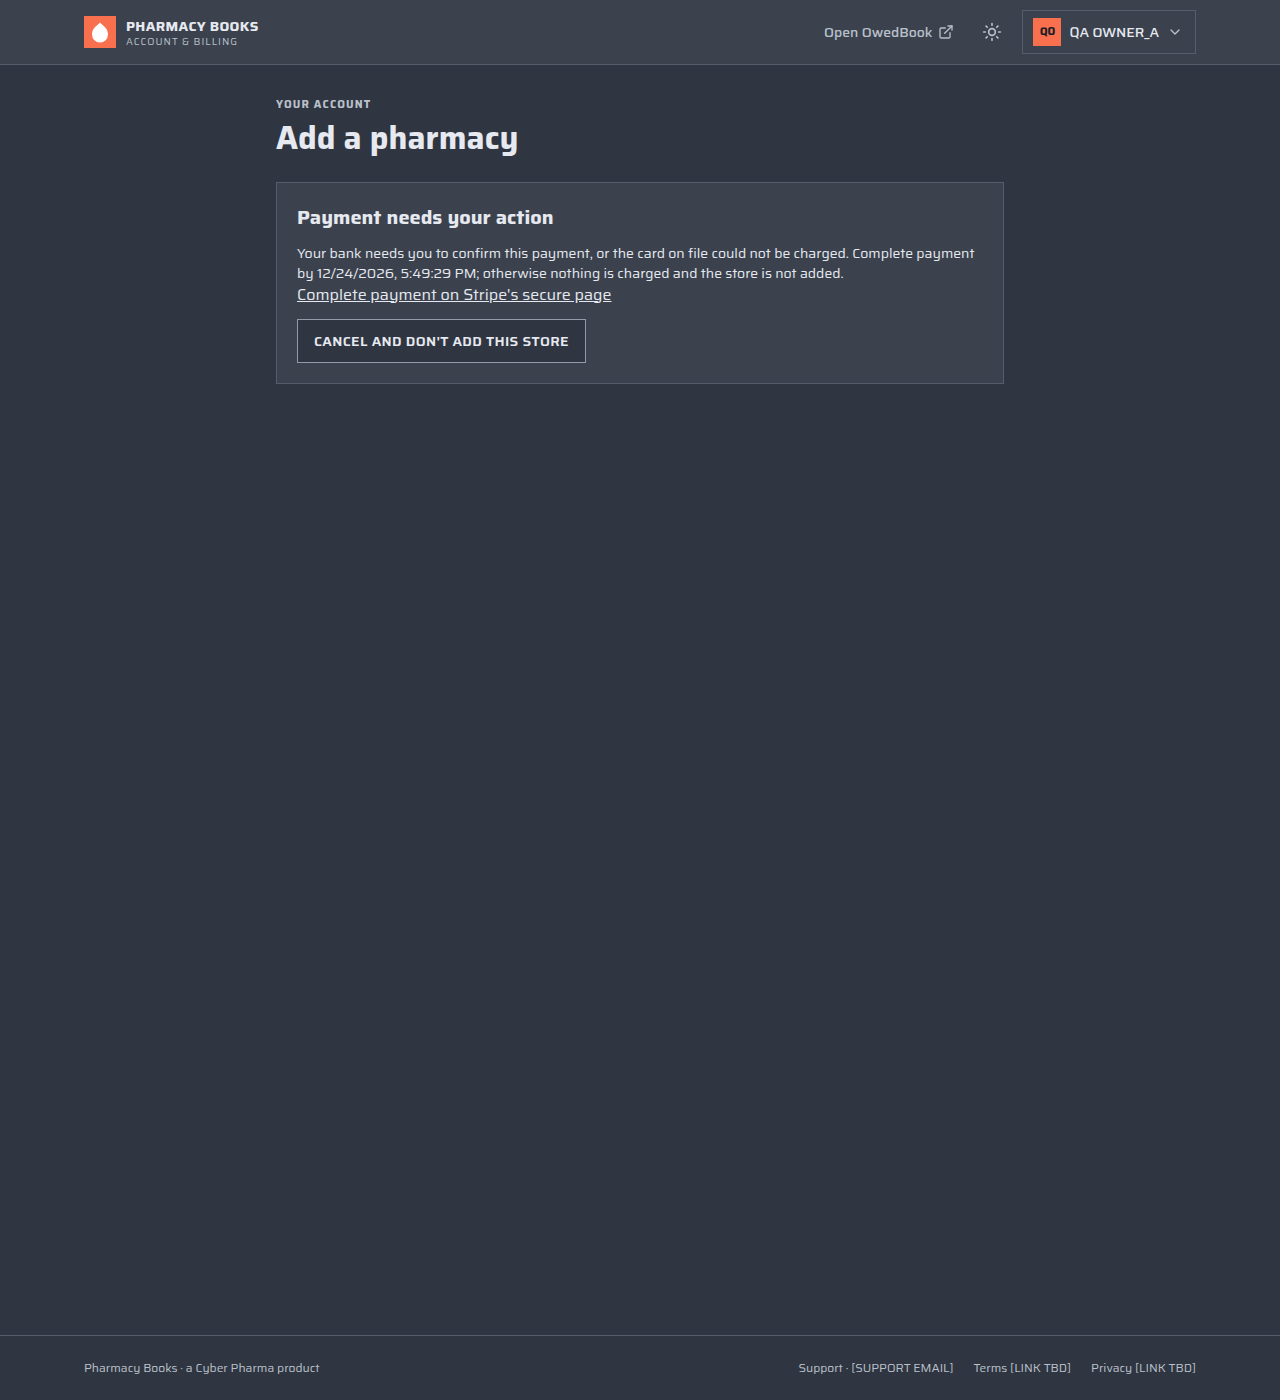 PHARMACY BOOKS
ACCOUNT & BILLING
Open OwedBook
QO
QA OWNER_A
YOUR ACCOUNT
Add a pharmacy
Payment needs your action
Your bank needs you to confirm this payment, or the card on file could not be charged. Complete payment
by 12/24/2026, 5:49:29 PM; otherwise nothing is charged and the store is not added.
Complete payment on Stripe's secure page
CANCEL AND DON'T ADD THIS STORE
Pharmacy Books · a Cyber Pharma product
Support · [SUPPORT EMAIL]
Terms [LINK TBD]
Privacy [LINK TBD]